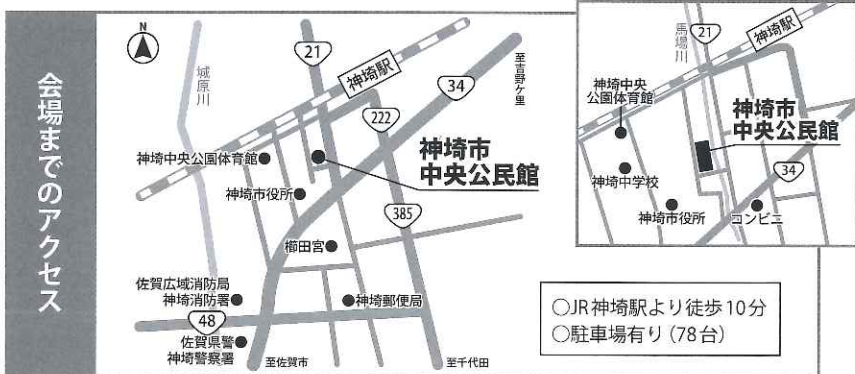 会場までのアクセス
N
城原川
21
神埼駅
34
至吉野ヶ里
222
神埼中央公園体育館
神埼市
中央公民館
神埼市役所
385
櫛田宮
佐賀広域消防局
神埼消防署
神埼郵便局
48
佐賀県警
神埼警察署
至佐賀市
至千代田
21
馬場川
神埼駅
神埼中央
公園体育館
神埼市
中央公民館
神埼中学校
34
神埼市役所
コンビニ
○JR神埼駅より徒歩10分
○駐車場有り（78台）